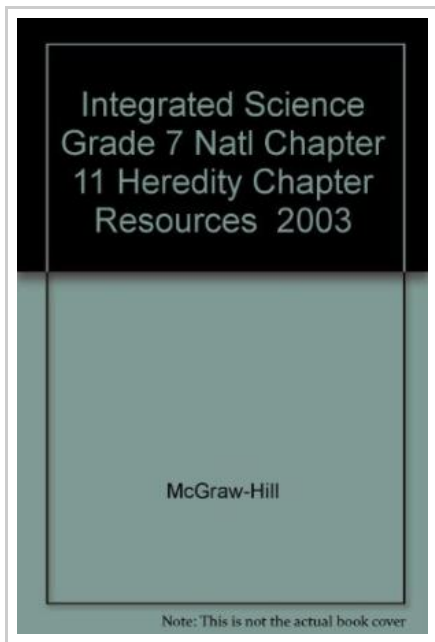 Integrated Science
Grade 7 Natl Chapter
11 Heredity Chapter
Resources 2003
McGraw-Hill
Note: This is not the actual book cover